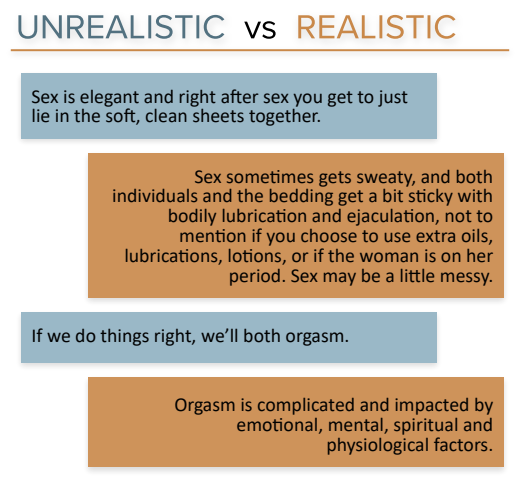 UNREALISTIC vs REALISTIC
Sex is elegant and right after sex you get to just
lie in the soft, clean sheets together.
Sex sometimes gets sweaty, and both
individuals and the bedding get a bit sticky with
bodily lubrication and ejaculation, not to
mention if you choose to use extra oils,
lubrications, lotions, or if the woman is on her
period. Sex may be a little messy.
If we do things right, we’ll both orgasm.
Orgasm is complicated and impacted by
emotional, mental, spiritual and
physiological factors.